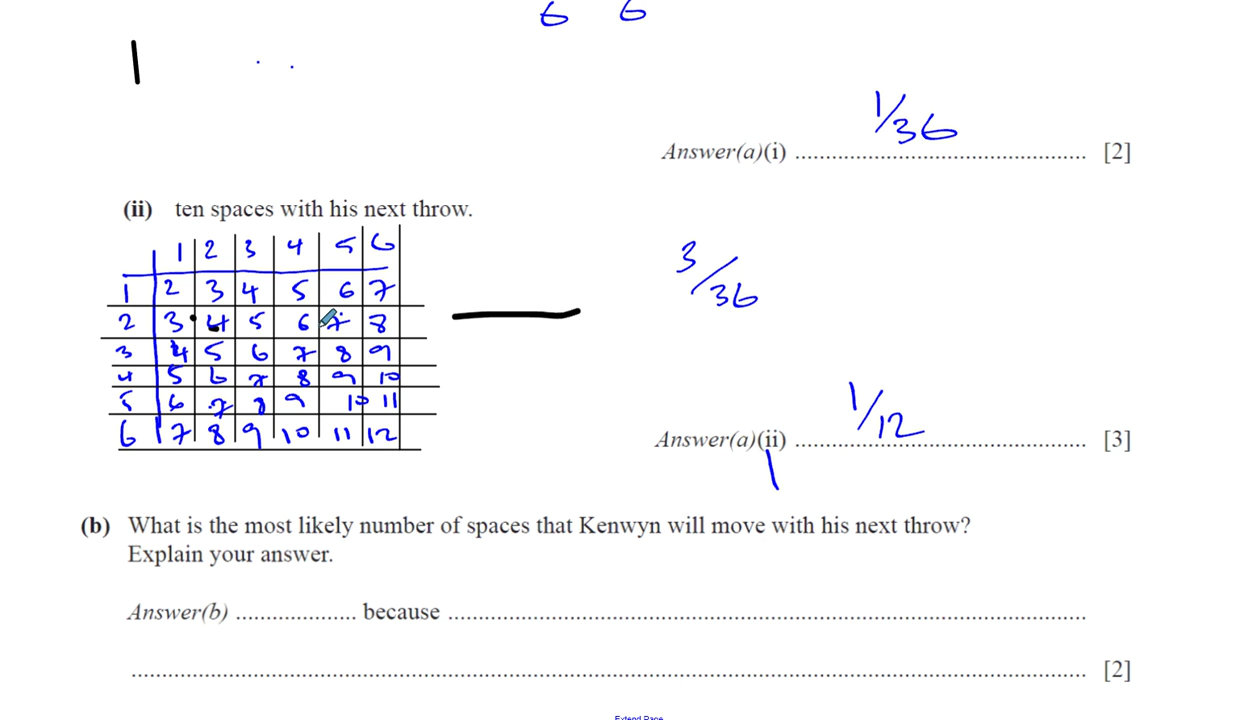 6 6
1/36
Answer(a)(i) ................................................ [2]
(ii) ten spaces with his next throw.
1 2 3 4 5 6
1 2 3 4 5 6 7
2 3 4 5 6 7 8
3 4 5 6 7 8 9
4 5 6 7 8 9 10
5 6 7 8 9 10 11
6 7 8 9 10 11 12
3/36
1/12
Answer(a)(ii) ................................................ [3]
(b) What is the most likely number of spaces that Kenwyn will move with his next throw?
Explain your answer.
Answer(b) .................... because ................................................
................................................ [2]
Extend Page